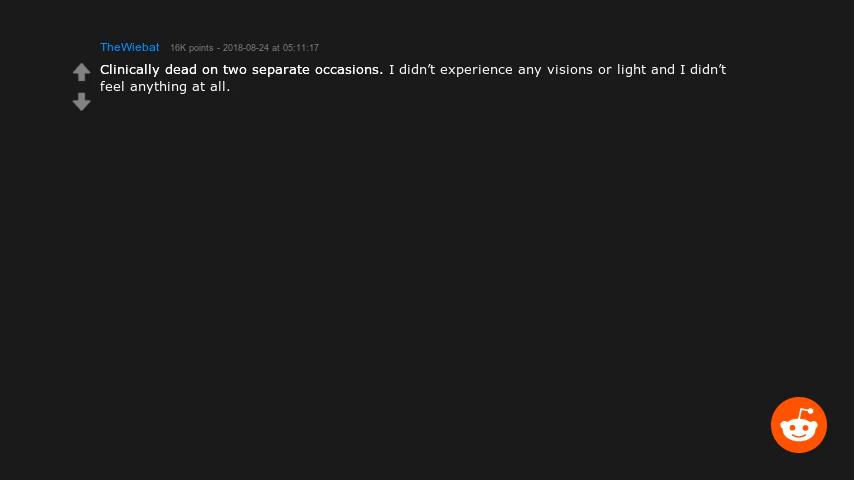 TheWiebat 16K points - 2018-08-24 at 05:11:17
Clinically dead on two separate occasions. I didn’t experience any visions or light and I didn’t
feel anything at all.